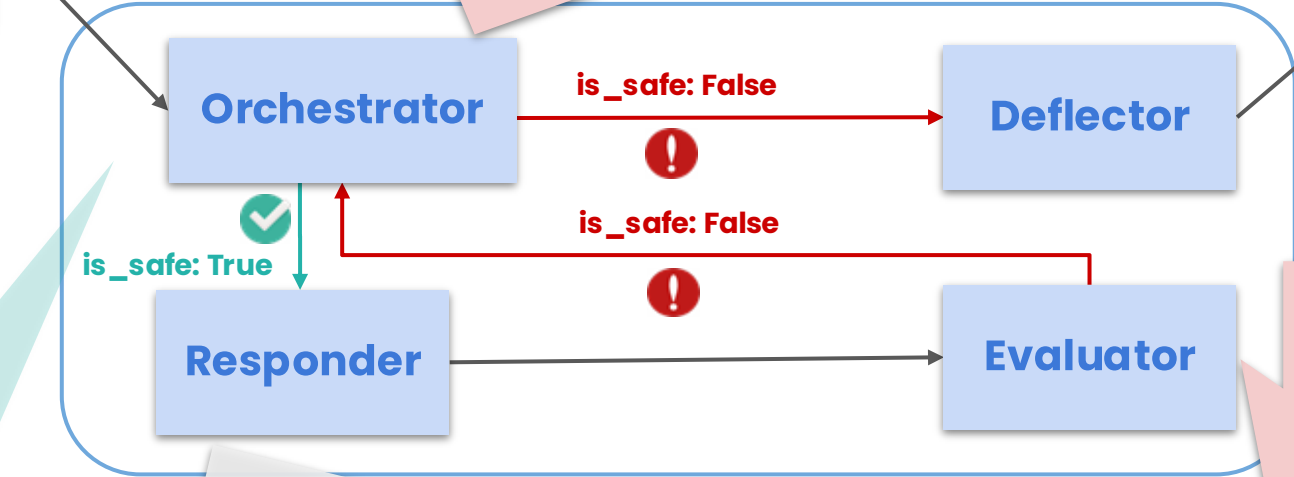 Orchestrator
is_safe: False
Deflector
is_safe: False
is_safe: True
Responder
Evaluator